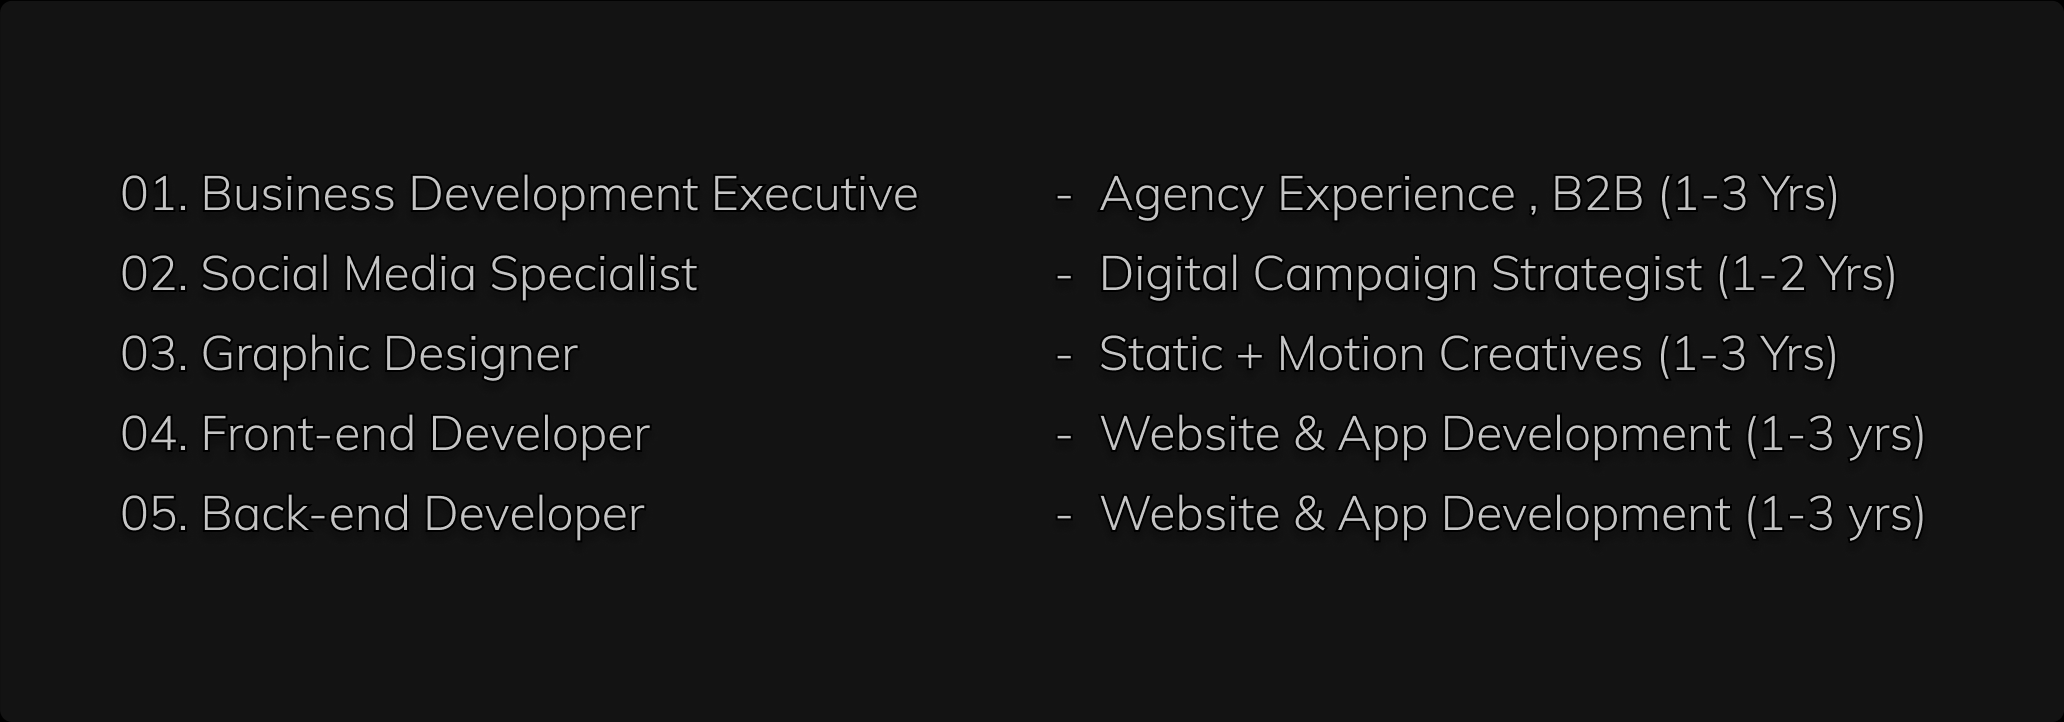 01. Business Development Executive - Agency Experience , B2B (1-3 Yrs)
02. Social Media Specialist - Digital Campaign Strategist (1-2 Yrs)
03. Graphic Designer - Static + Motion Creatives (1-3 Yrs)
04. Front-end Developer - Website & App Development (1-3 yrs)
05. Back-end Developer - Website & App Development (1-3 yrs)